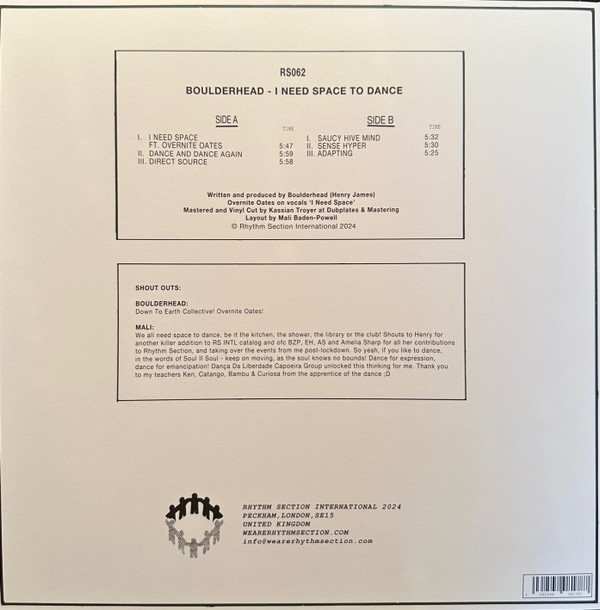 RS062
BOULDERHEAD - I NEED SPACE TO DANCE
SIDE A
TIME
I. I NEED SPACE
FT. OVERNITE OATES 5:47
II. DANCE AND DANCE AGAIN 5:59
III. DIRECT SOURCE 5:58
SIDE B
TIME
I. SAUCY HIVE MIND 5:32
II. SENSE HYPER 5:30
III. ADAPTING 5:25
Written and produced by Boulderhead (Henry James)
Overnite Oates on vocals 'I Need Space'
Mastered and Vinyl Cut by Kassian Troyer at Dubplates & Mastering
Layout by Mali Baden-Powell
© Rhythm Section International 2024
SHOUT OUTS:
BOULDERHEAD:
Down To Earth Collective! Overnite Oates!
MALI:
We all need space to dance, be it the kitchen, the shower, the library or the club! Shouts to Henry for
another killer addition to RS INTL catalog and ofc BZP, EH, AS and Amelia Sharp for all her contributions
to Rhythm Section, and taking over the events from me post-lockdown. So yeah, if you like to dance,
in the words of Soul II Soul - keep on moving, as the soul knows no bounds! Dance for expression,
dance for emancipation! Dança Da Liberdade Capoeira Group unlocked this thinking for me. Thank you
to my teachers Ken, Catango, Bambu & Curiosa from the apprentice of the dance ;D
RHYTHM SECTION INTERNATIONAL 2024
PECKHAM,LONDON,SE15
UNITED KINGDOM
WEARERHYTHMSECTION.COM
info@wearerhythmsection.com